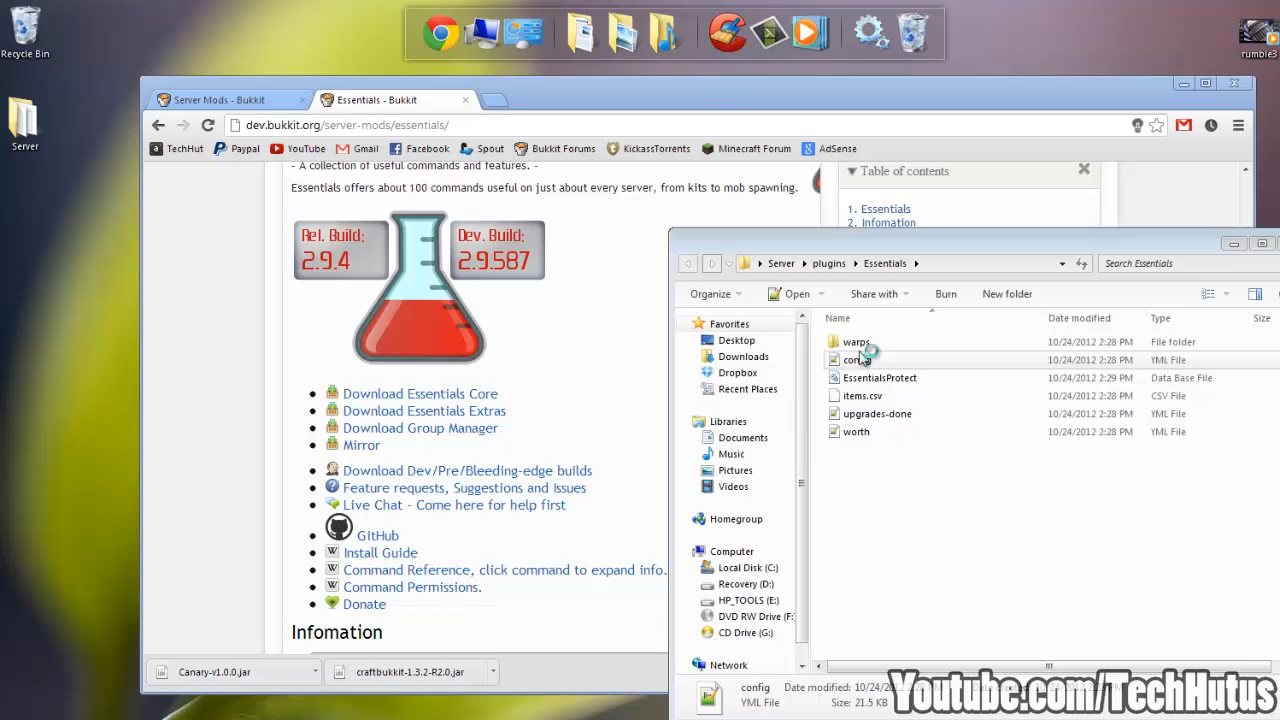 Recycle Bin
Server
rumble3
Server Mods - Bukkit
Essentials - Bukkit
dev.bukkit.org/server-mods/essentials/
TechHut
Paypal
YouTube
Gmail
Facebook
Spout
Bukkit Forums
KickassTorrents
Minecraft Forum
AdSense
- A collection of useful commands and features. -
Essentials offers about 100 commands useful on just about every server, from kits to mob spawning.
Rel. Build:
2.9.4
Dev. Build:
2.9.587
Download Essentials Core
Download Essentials Extras
Download Group Manager
Mirror
Download Dev/Pre/Bleeding-edge builds
Feature requests, Suggestions and Issues
Live Chat - Come here for help first
GitHub
Install Guide
Command Reference, click command to expand info.
Command Permissions.
Donate
Infomation
Table of contents
1. Essentials
2. Infomation
Canary-v1.0.0.jar
craftbukkit-1.3.2-R2.0.jar
Server
plugins
Essentials
Search Essentials
Organize
Open
Share with
Burn
New folder
Favorites
Desktop
Downloads
Dropbox
Recent Places
Libraries
Documents
Music
Pictures
Videos
Homegroup
Computer
Local Disk (C:)
Recovery (D:)
HP_TOOLS (E:)
DVD RW Drive (F:
CD Drive (G:)
Network
Name Date modified Type Size
warps 10/24/2012 2:28 PM File folder
10/24/2012 2:28 PM YML File
EssentialsProtect 10/24/2012 2:29 PM Data Base File
items.csv 10/24/2012 2:28 PM CSV File
upgrades-done 10/24/2012 2:28 PM YML File
worth 10/24/2012 2:28 PM YML File
config Date modified: 10/24/2012
YML File Size: 21.5 KB
Youtube.com/TechHutus